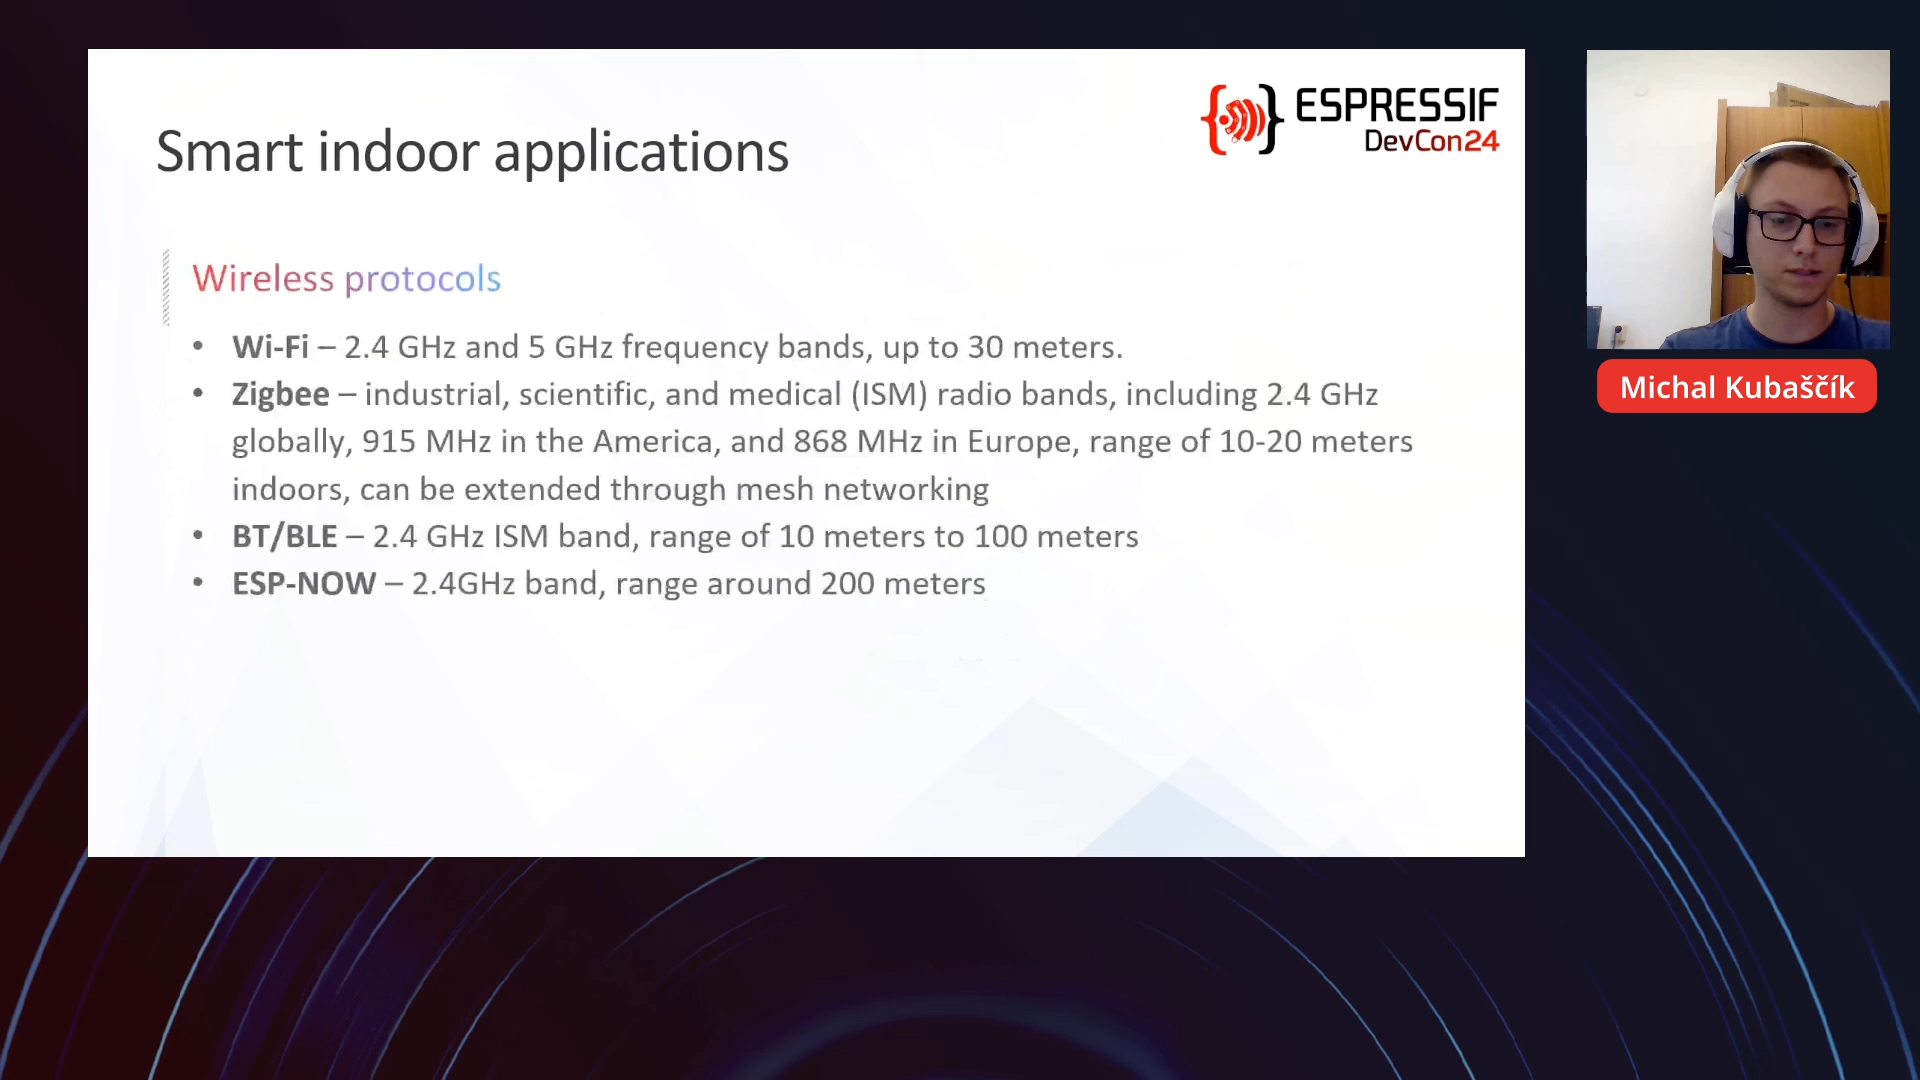 ESPRESSIF
DevCon24
Smart indoor applications
Wireless protocols
• Wi-Fi – 2.4 GHz and 5 GHz frequency bands, up to 30 meters.
• Zigbee – industrial, scientific, and medical (ISM) radio bands, including 2.4 GHz
globally, 915 MHz in the America, and 868 MHz in Europe, range of 10-20 meters
indoors, can be extended through mesh networking
• BT/BLE – 2.4 GHz ISM band, range of 10 meters to 100 meters
• ESP-NOW – 2.4GHz band, range around 200 meters
Michal Kubaščík